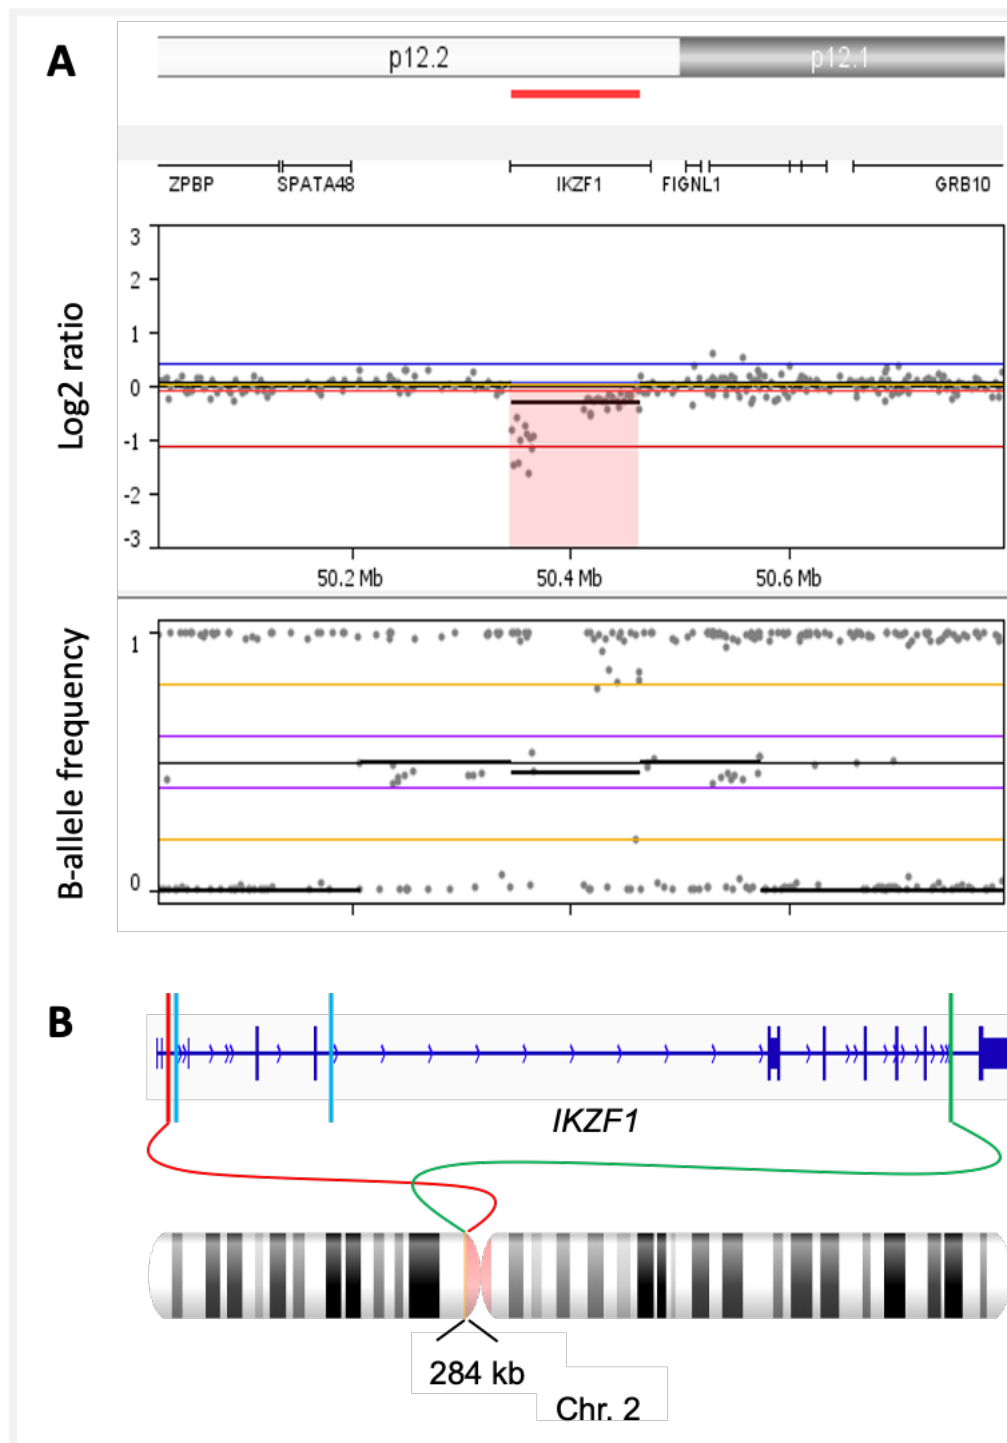 A
p12.2 p12.1
ZPBP SPATA48 IKZF1 FIGNL1 GRB10
Log2 ratio
3
2
1
0
-1
-2
-3
50.2 Mb 50.4 Mb 50.6 Mb
B-allele frequency
1
0
B
IKZF1
284 kb
Chr. 2